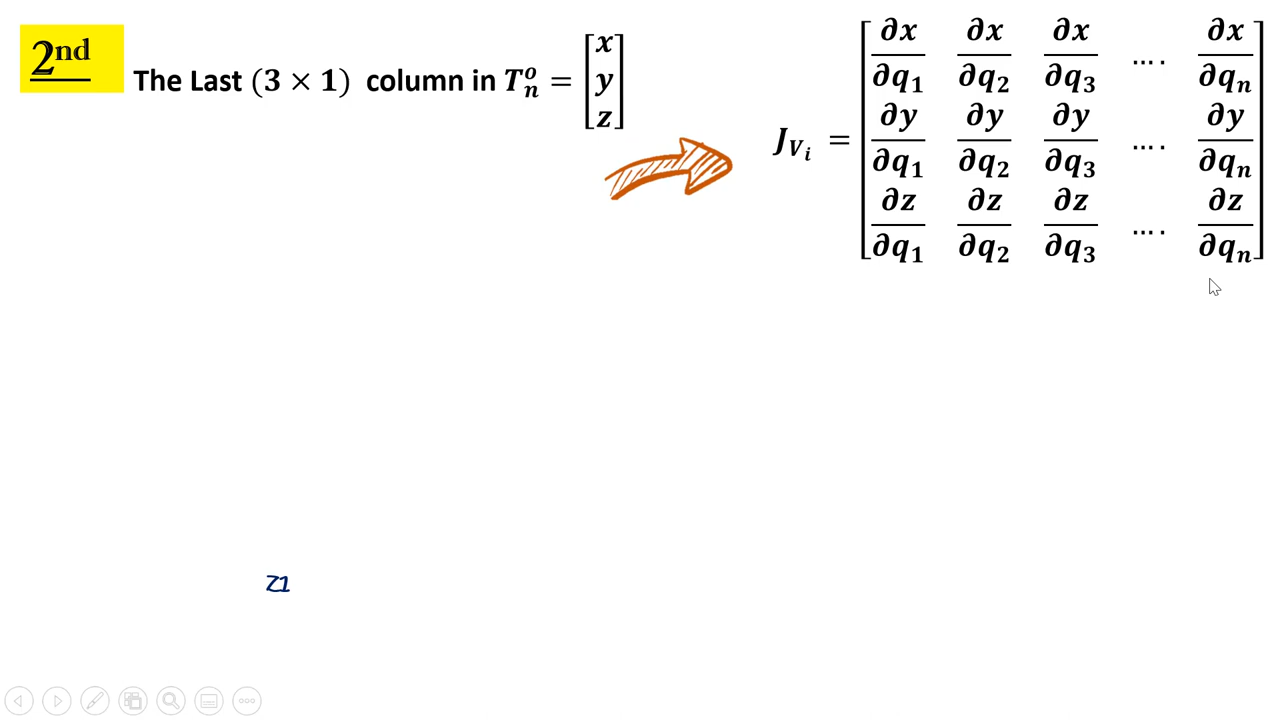 2nd
The Last (3 × 1) column in T_n^o = [x y z]
J_{V_i} = [∂x/∂q_1 ∂x/∂q_2 ∂x/∂q_3 .... ∂x/∂q_n
∂y/∂q_1 ∂y/∂q_2 ∂y/∂q_3 .... ∂y/∂q_n
∂z/∂q_1 ∂z/∂q_2 ∂z/∂q_3 .... ∂z/∂q_n]
Z1